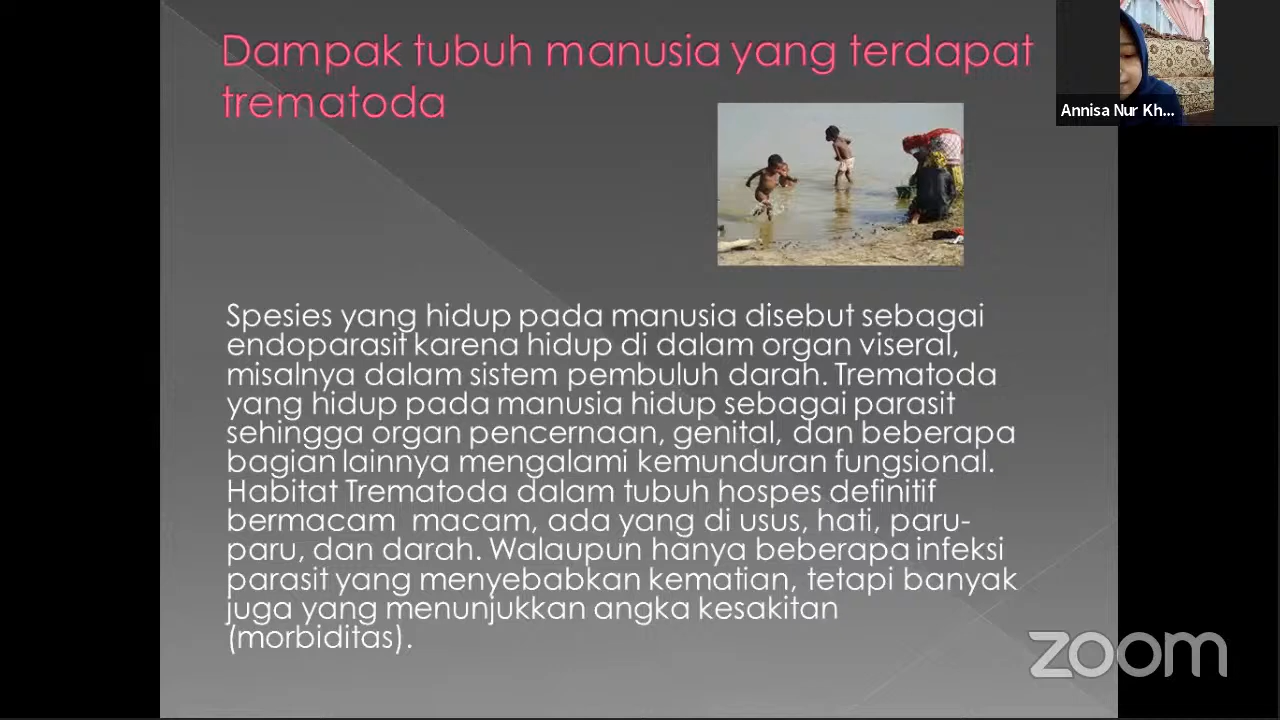 Dampak tubuh manusia yang terdapat
trematoda
Annisa Nur Kh...
Spesies yang hidup pada manusia disebut sebagai
endoparasit karena hidup di dalam organ viseral,
misalnya dalam sistem pembuluh darah. Trematoda
yang hidup pada manusia hidup sebagai parasit
sehingga organ pencernaan, genital, dan beberapa
bagian lainnya mengalami kemunduran fungsional.
Habitat Trematoda dalam tubuh hospes definitif
bermacam macam, ada yang di usus, hati, paru-
paru, dan darah. Walaupun hanya beberapa infeksi
parasit yang menyebabkan kematian, tetapi banyak
juga yang menunjukkan angka kesakitan
(morbiditas).
zoom